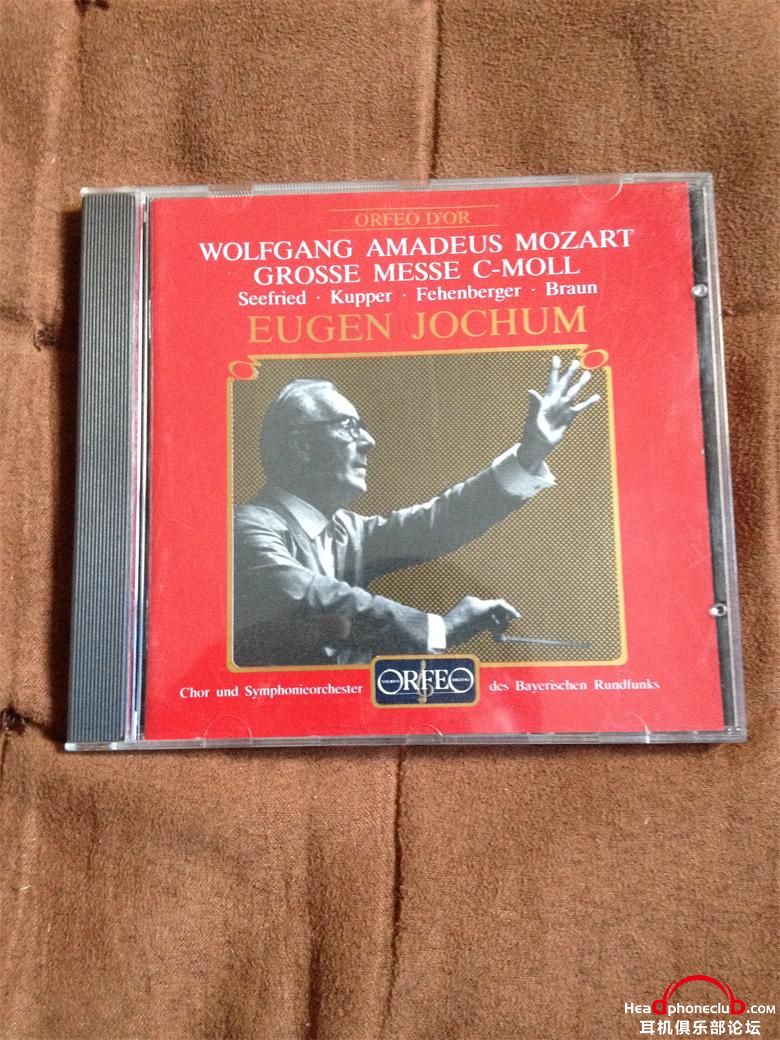 ORFEO D'OR
WOLFGANG AMADEUS MOZART
GROSSE MESSE C-MOLL
Seefried · Kupper · Fehenberger · Braun
EUGEN JOCHUM
Chor und Symphonieorchester ORFEO des Bayerischen Rundfunks
HeadphonecluD.com
耳机俱乐部论坛